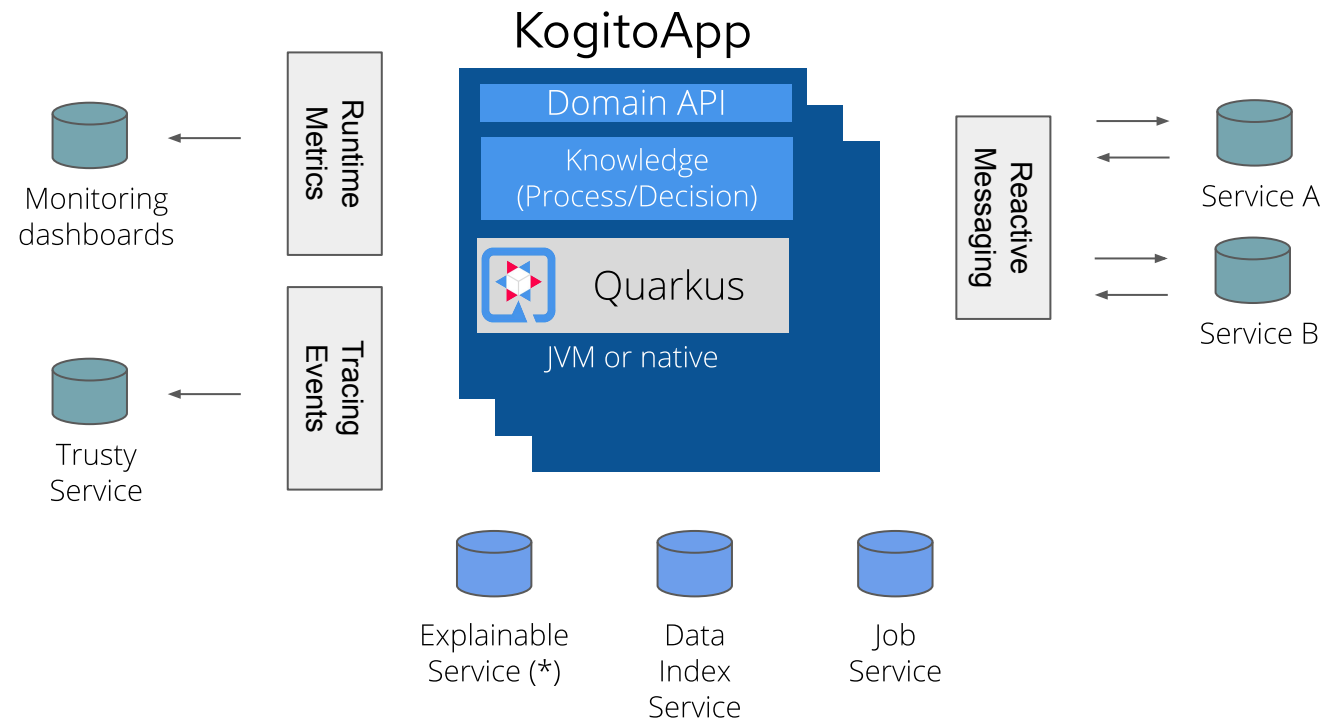 KogitoApp
Domain API
Knowledge
(Process/Decision)
Quarkus
JVM or native
Runtime
Metrics
Monitoring
dashboards
Tracing
Events
Trusty
Service
Reactive
Messaging
Service A
Service B
Explainable
Service (*)
Data
Index
Service
Job
Service